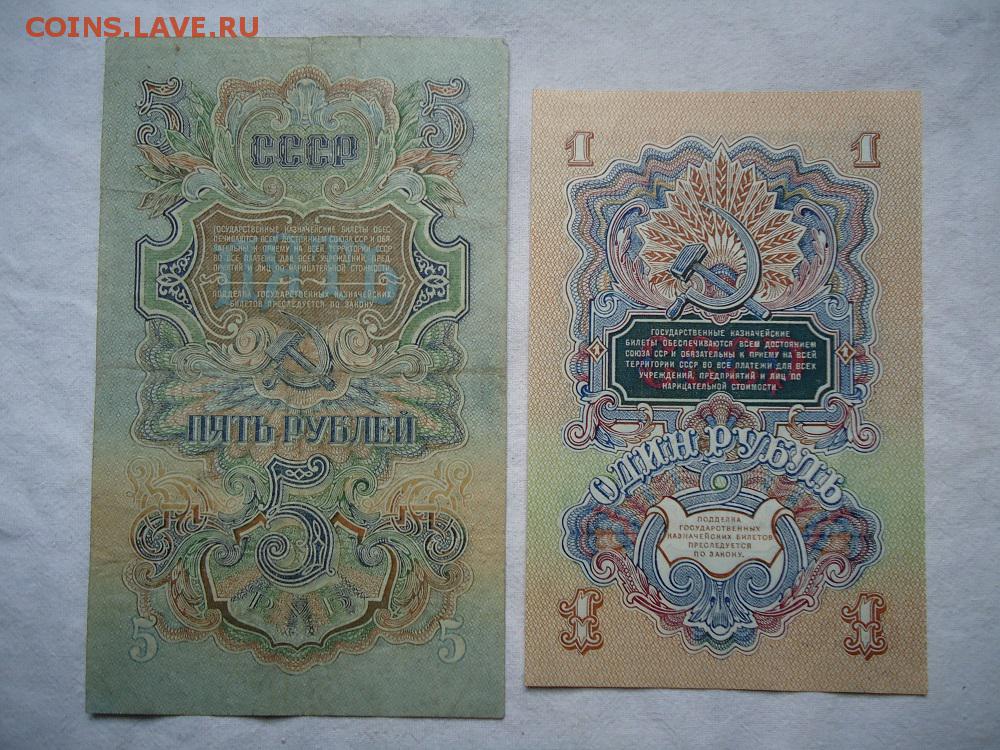 COINS.LAVE.RU
5 5
СССР
ГОСУДАРСТВЕННЫЕ КАЗНАЧЕЙСКИЕ БИЛЕТЫ ОБЕС-
ПЕЧИВАЮТСЯ ВСЕМ ДОСТОЯНИЕМ СОЮЗА ССР И ОБЯ-
ЗАТЕЛЬНЫ К ПРИЕМУ НА ВСЕЙ ТЕРРИТОРИИ СССР
ВО ВСЕ ПЛАТЕЖИ ДЛЯ ВСЕХ УЧРЕЖДЕНИЙ, ПРЕД-
ПРИЯТИЙ И ЛИЦ ПО НАРИЦАТЕЛЬНОЙ СТОИМОСТИ.
ПЯТЬ
ПОДДЕЛКА ГОСУДАРСТВЕННЫХ КАЗНАЧЕЙСКИХ
БИЛЕТОВ ПРЕСЛЕДУЕТСЯ ПО ЗАКОНУ.
ПЯТЬ РУБЛЕЙ
5
5
5 5
1 1
ГОСУДАРСТВЕННЫЕ КАЗНАЧЕЙСКИЕ
БИЛЕТЫ ОБЕСПЕЧИВАЮТСЯ ВСЕМ ДОСТОЯНИЕМ
СОЮЗА ССР И ОБЯЗАТЕЛЬНЫ К ПРИЕМУ НА ВСЕЙ
ТЕРРИТОРИИ СССР ВО ВСЕ ПЛАТЕЖИ ДЛЯ ВСЕХ
УЧРЕЖДЕНИЙ, ПРЕДПРИЯТИЙ И ЛИЦ ПО
НАРИЦАТЕЛЬНОЙ СТОИМОСТИ.
ОДИН РУБЛЬ
ПОДДЕЛКА
ГОСУДАРСТВЕННЫХ
КАЗНАЧЕЙСКИХ БИЛЕТОВ
ПРЕСЛЕДУЕТСЯ
ПО ЗАКОНУ.
1 1